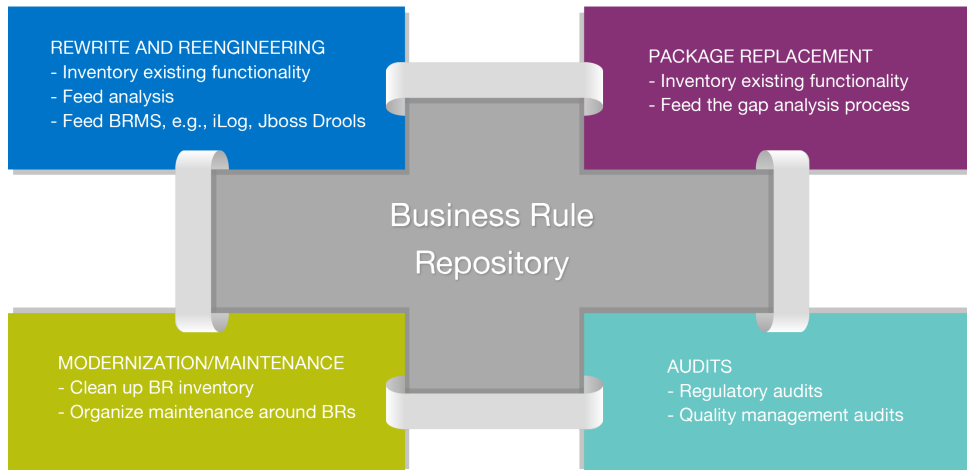 REWRITE AND REENGINEERING
- Inventory existing functionality
- Feed analysis
- Feed BRMS, e.g., iLog, Jboss Drools
PACKAGE REPLACEMENT
- Inventory existing functionality
- Feed the gap analysis process
Business Rule
Repository
MODERNIZATION/MAINTENANCE
- Clean up BR inventory
- Organize maintenance around BRs
AUDITS
- Regulatory audits
- Quality management audits